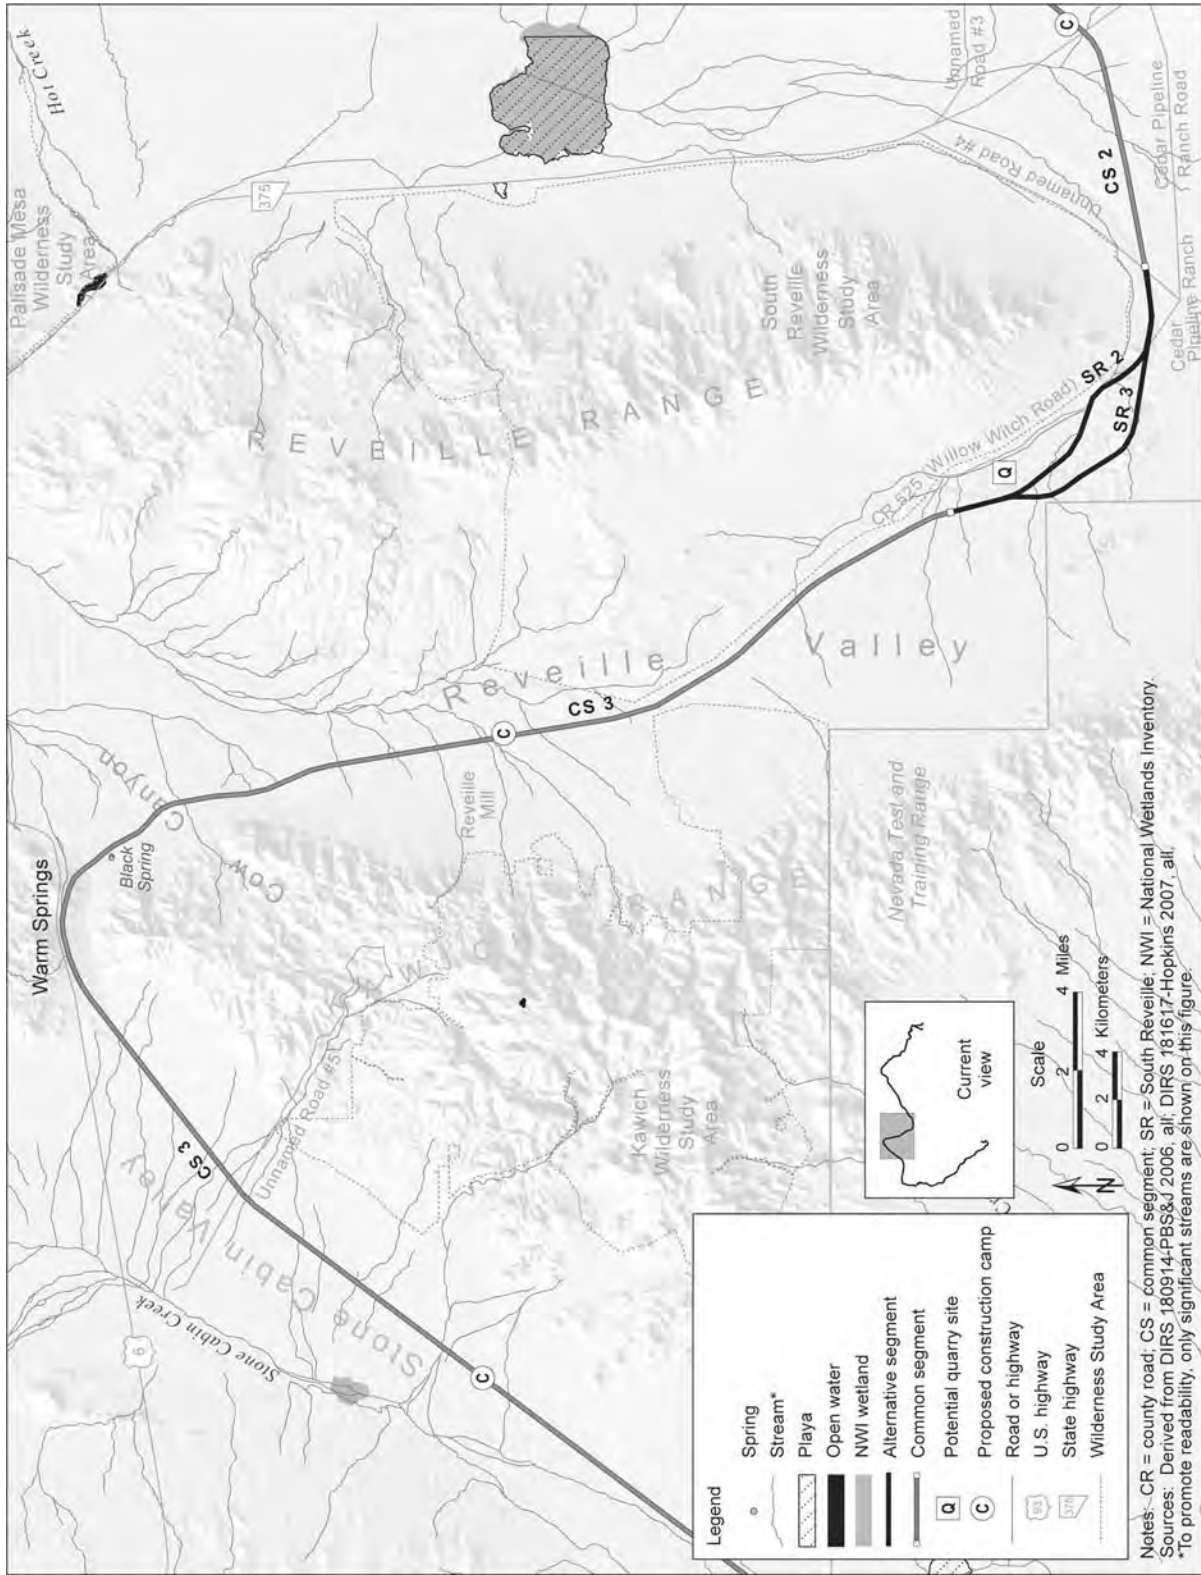 Palisade Mesa
Wilderness
Study
Area
Hot Creek
375
Unnamed
Road #3
C
Cedar Pipeline
Ranch Road
CS 2
Unnamed Road #4
South
Reveille
Wilderness
Study
Area
Cedar
Pipeline Ranch
SR 2
SR 3
REVEILLE RANGE
CR 525 (Willow Witch Road)
Q
Reveille Valley
CS 3
C
Reveille
Mill
Warm Springs
Black
Spring
Cow Canyon
RANGE
Nevada Test and
Training Range
Kawich
Wilderness
Study
Area
Unnamed Road #5
CS 3
Stone Cabin Valley
Stone Cabin Creek
6
C
Current
view
N
Scale
0 2 4 Miles
0 2 4 Kilometers
Legend
Spring
Stream*
Playa
Open water
NWI wetland
Alternative segment
Common segment
Q Potential quarry site
C Proposed construction camp
Road or highway
93 U.S. highway
375 State highway
Wilderness Study Area
Notes: CR = county road; CS = common segment; SR = South Reveille; NWI = National Wetlands Inventory.
Sources: Derived from DIRS 180914-PBS&J 2006, all; DIRS 181617-Hopkins 2007, all.
*To promote readability, only significant streams are shown on this figure.